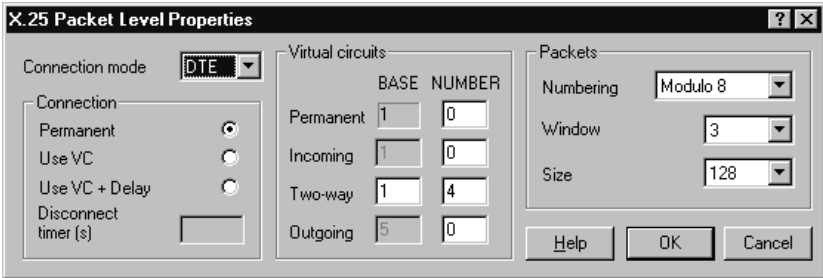 X.25 Packet Level Properties
Connection mode DTE
Connection
Permanent
Use VC
Use VC + Delay
Disconnect
timer (s)
Virtual circuits
BASE NUMBER
Permanent 1 0
Incoming 1 0
Two-way 1 4
Outgoing 5 0
Packets
Numbering Modulo 8
Window 3
Size 128
Help OK Cancel